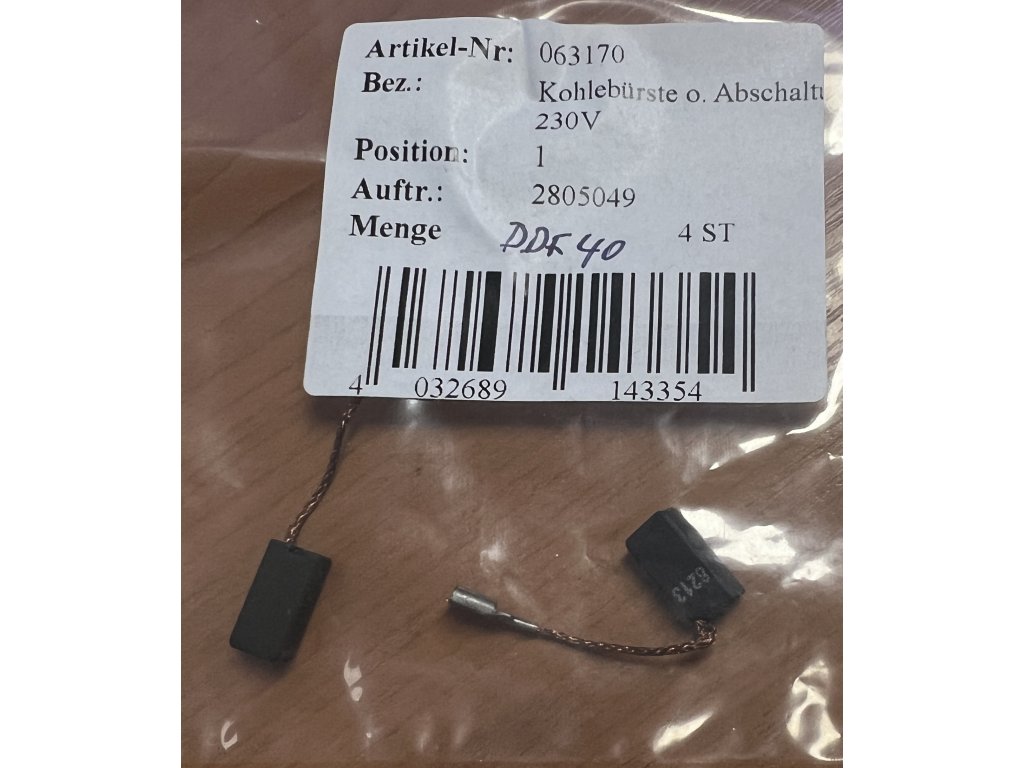 Artikel-Nr: 063170
Bez.: Kohlebürste o. Abschaltu
230V
Position: 1
Auftr.: 2805049
Menge DDF 40 4 ST
4 032689 143354
6213